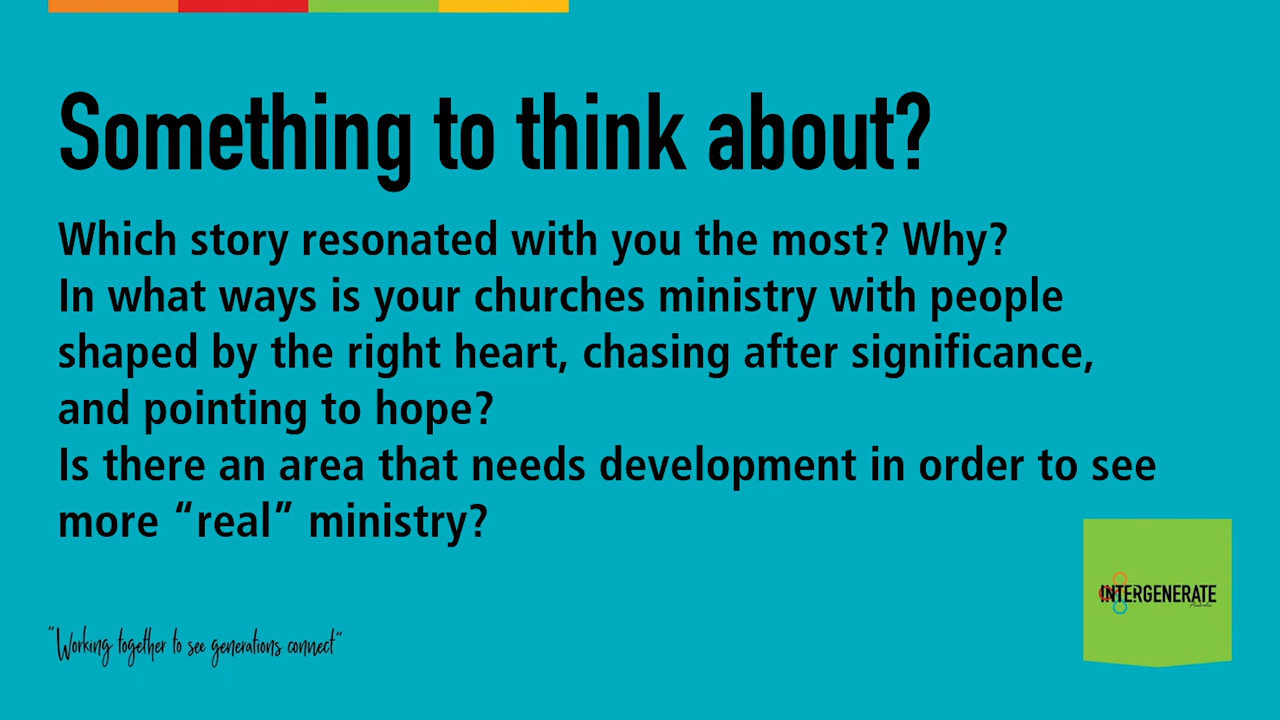 Something to think about?
Which story resonated with you the most? Why?
In what ways is your churches ministry with people
shaped by the right heart, chasing after significance,
and pointing to hope?
Is there an area that needs development in order to see
more “real” ministry?
INTERGENERATE
Australia
"Working together to see generations connect"